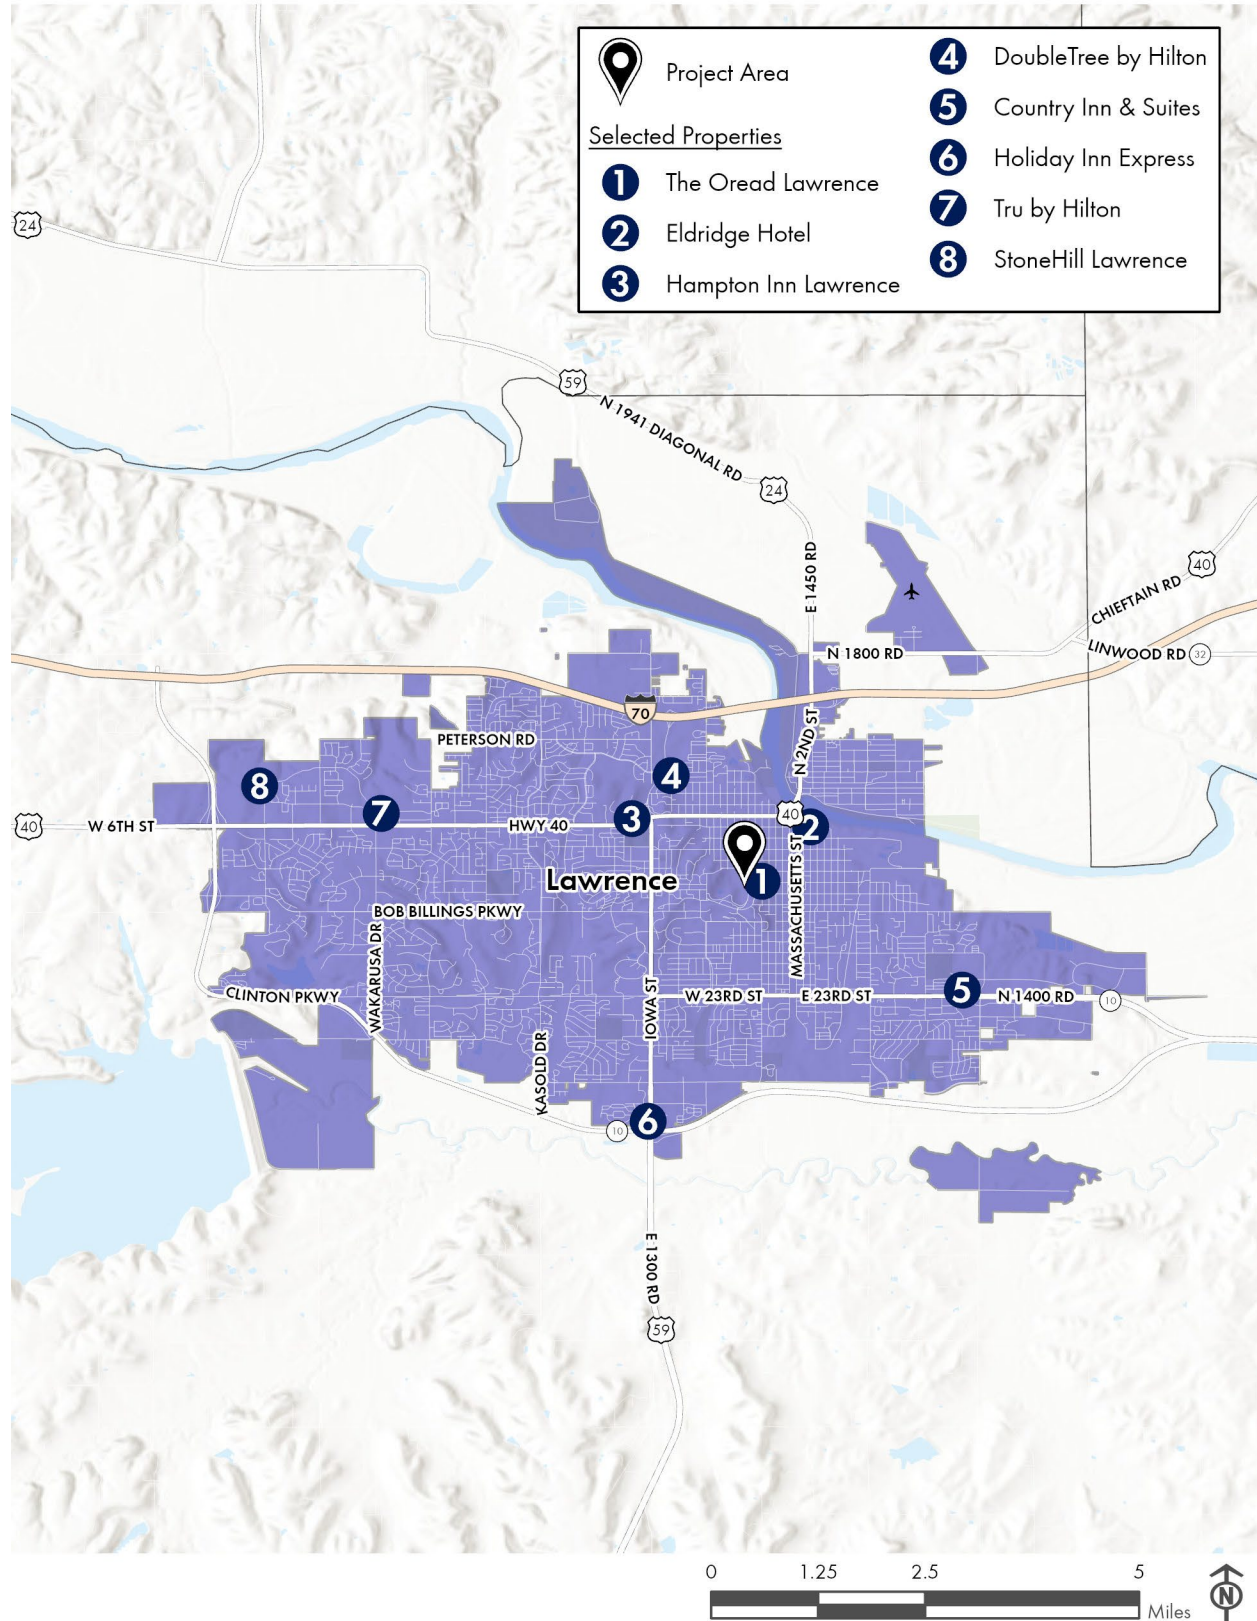 Project Area
Selected Properties
1 The Oread Lawrence
2 Eldridge Hotel
3 Hampton Inn Lawrence
4 DoubleTree by Hilton
5 Country Inn & Suites
6 Holiday Inn Express
7 Tru by Hilton
8 StoneHill Lawrence
24
59
N 1941 DIAGONAL RD
24
E 1450 RD
40
CHIEFTAIN RD
LINWOOD RD
32
N 1800 RD
70
N 2ND ST
PETERSON RD
8
4
7
3
40
2
40
W 6TH ST
HWY 40
1
Lawrence
MASSACHUSETTS ST
BOB BILLINGS PKWY
WAKARUSA DR
CLINTON PKWY
IOWA ST
W 23RD ST
E 23RD ST
5
N 1400 RD
10
KASOLD DR
10
6
E 1300 RD
59
0 1.25 2.5 5
Miles
N